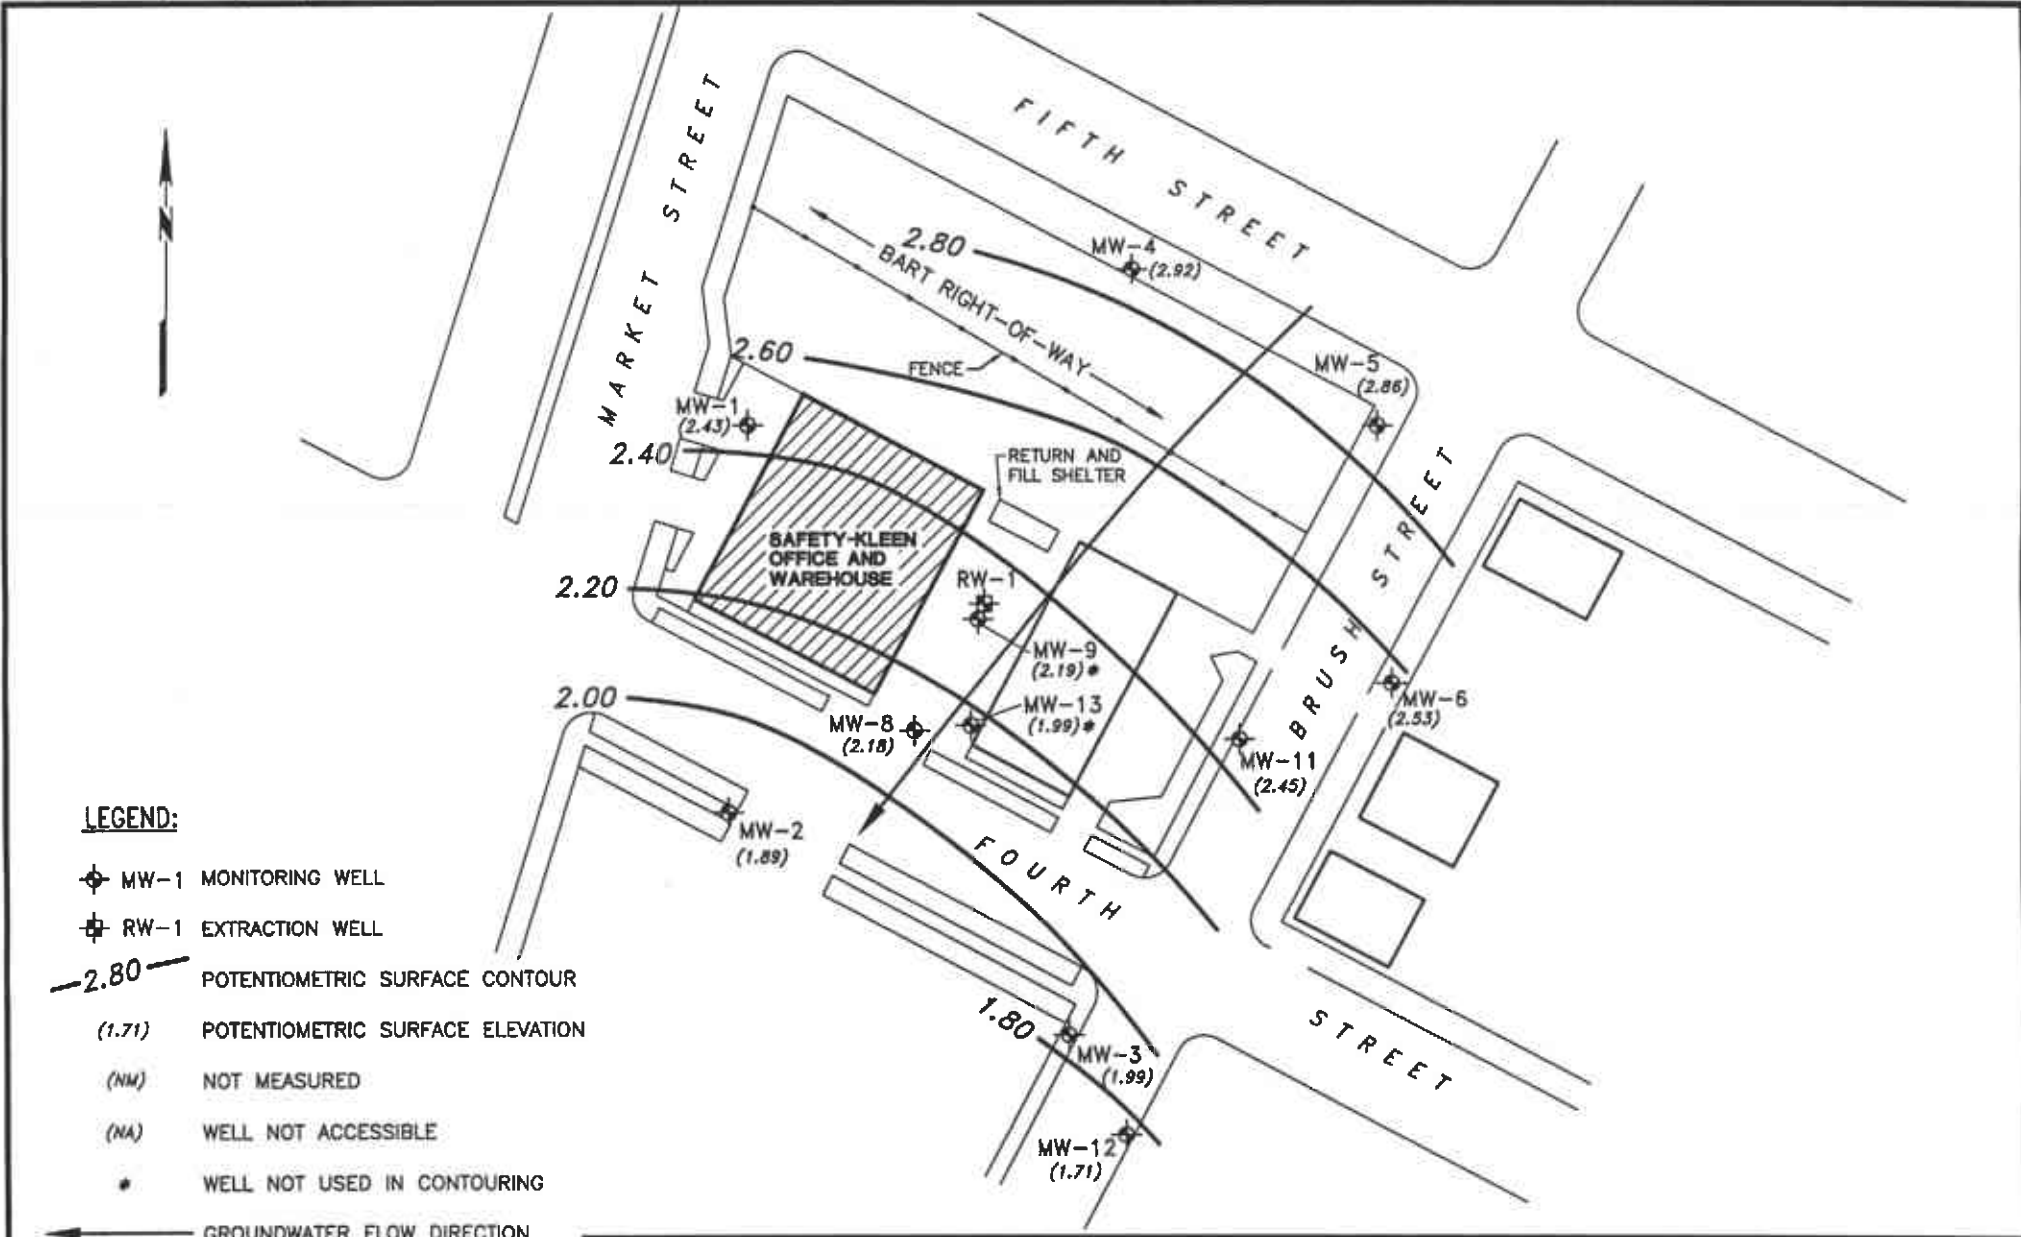 N
MARKET STREET
FIFTH STREET
2.80
BART RIGHT-OF-WAY
MW-4
(2.92)
2.60
FENCE
MW-5
(2.86)
MW-1
(2.43)
2.40
RETURN AND
FILL SHELTER
SAFETY-KLEEN
OFFICE AND
WAREHOUSE
BRUSH STREET
2.20
RW-1
MW-9
(2.19)*
2.00
MW-8
(2.18)
MW-13
(1.99)*
MW-6
(2.53)
MW-11
(2.45)
MW-2
(1.89)
FOURTH STREET
1.80
MW-3
(1.99)
MW-12
(1.71)
LEGEND:
MW-1 MONITORING WELL
RW-1 EXTRACTION WELL
2.80 POTENTIOMETRIC SURFACE CONTOUR
(1.71) POTENTIOMETRIC SURFACE ELEVATION
(NM) NOT MEASURED
(NA) WELL NOT ACCESSIBLE
* WELL NOT USED IN CONTOURING
GROUNDWATER FLOW DIRECTION